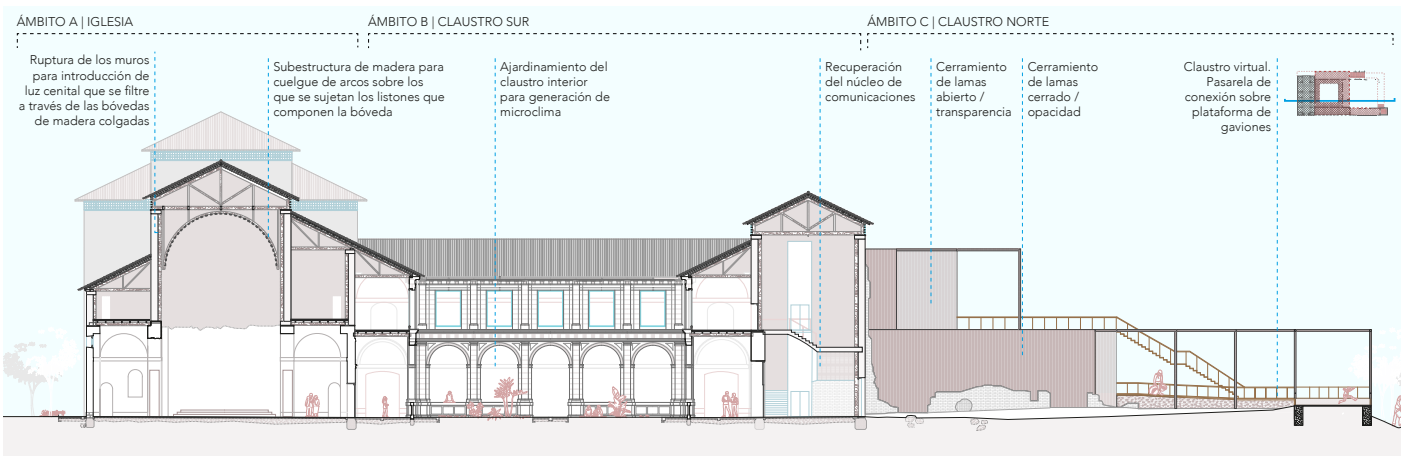 ÁMBITO A | IGLESIA
ÁMBITO B | CLAUSTRO SUR
ÁMBITO C | CLAUSTRO NORTE
Ruptura de los muros
para introducción de
luz cenital que se filtre
a través de las bóvedas
de madera colgadas
Subestructura de madera para
cuelgue de arcos sobre los
que se sujetan los listones que
componen la bóveda
Ajardinamiento del
claustro interior
para generación de
microclima
Recuperación
del núcleo de
comunicaciones
Cerramiento
de lamas
abierto /
transparencia
Cerramiento
de lamas
cerrado /
opacidad
Claustro virtual.
Pasarela de
conexión sobre
plataforma de
gaviones